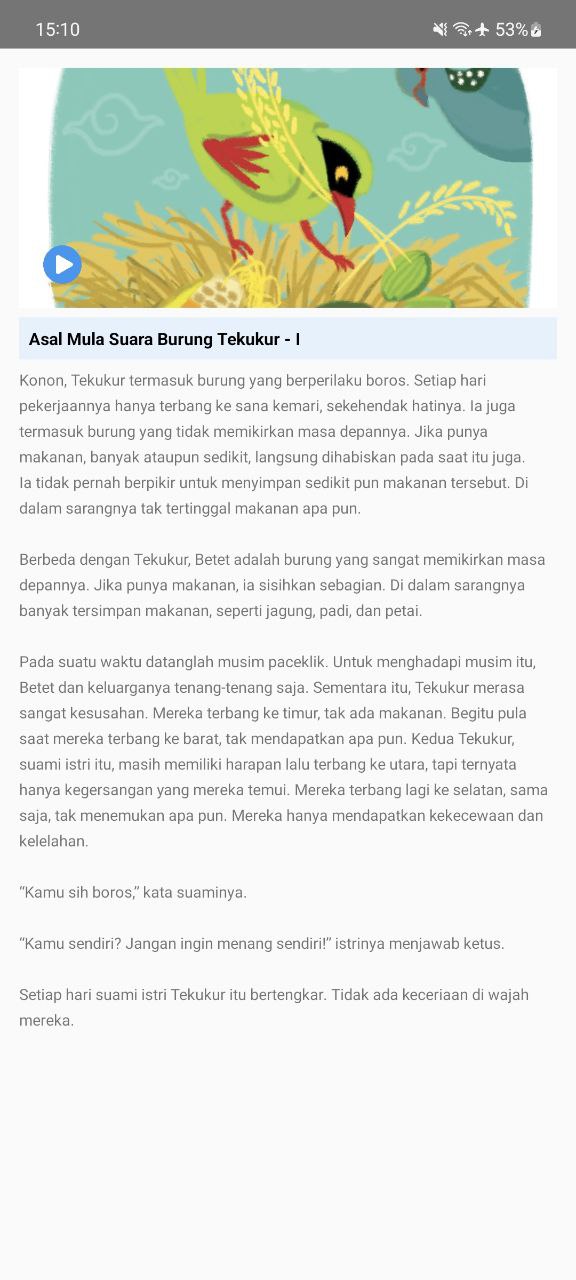 15:10
53%
Asal Mula Suara Burung Tekukur - I
Konon, Tekukur termasuk burung yang berperilaku boros. Setiap hari
pekerjaannya hanya terbang ke sana kemari, sekehendak hatinya. Ia juga
termasuk burung yang tidak memikirkan masa depannya. Jika punya
makanan, banyak ataupun sedikit, langsung dihabiskan pada saat itu juga.
Ia tidak pernah berpikir untuk menyimpan sedikit pun makanan tersebut. Di
dalam sarangnya tak tertinggal makanan apa pun.
Berbeda dengan Tekukur, Betet adalah burung yang sangat memikirkan masa
depannya. Jika punya makanan, ia sisihkan sebagian. Di dalam sarangnya
banyak tersimpan makanan, seperti jagung, padi, dan petai.
Pada suatu waktu datanglah musim paceklik. Untuk menghadapi musim itu,
Betet dan keluarganya tenang-tenang saja. Sementara itu, Tekukur merasa
sangat kesusahan. Mereka terbang ke timur, tak ada makanan. Begitu pula
saat mereka terbang ke barat, tak mendapatkan apa pun. Kedua Tekukur,
suami istri itu, masih memiliki harapan lalu terbang ke utara, tapi ternyata
hanya kegersangan yang mereka temui. Mereka terbang lagi ke selatan, sama
saja, tak menemukan apa pun. Mereka hanya mendapatkan kekecewaan dan
kelelahan.
“Kamu sih boros,” kata suaminya.
“Kamu sendiri? Jangan ingin menang sendiri!” istrinya menjawab ketus.
Setiap hari suami istri Tekukur itu bertengkar. Tidak ada keceriaan di wajah
mereka.